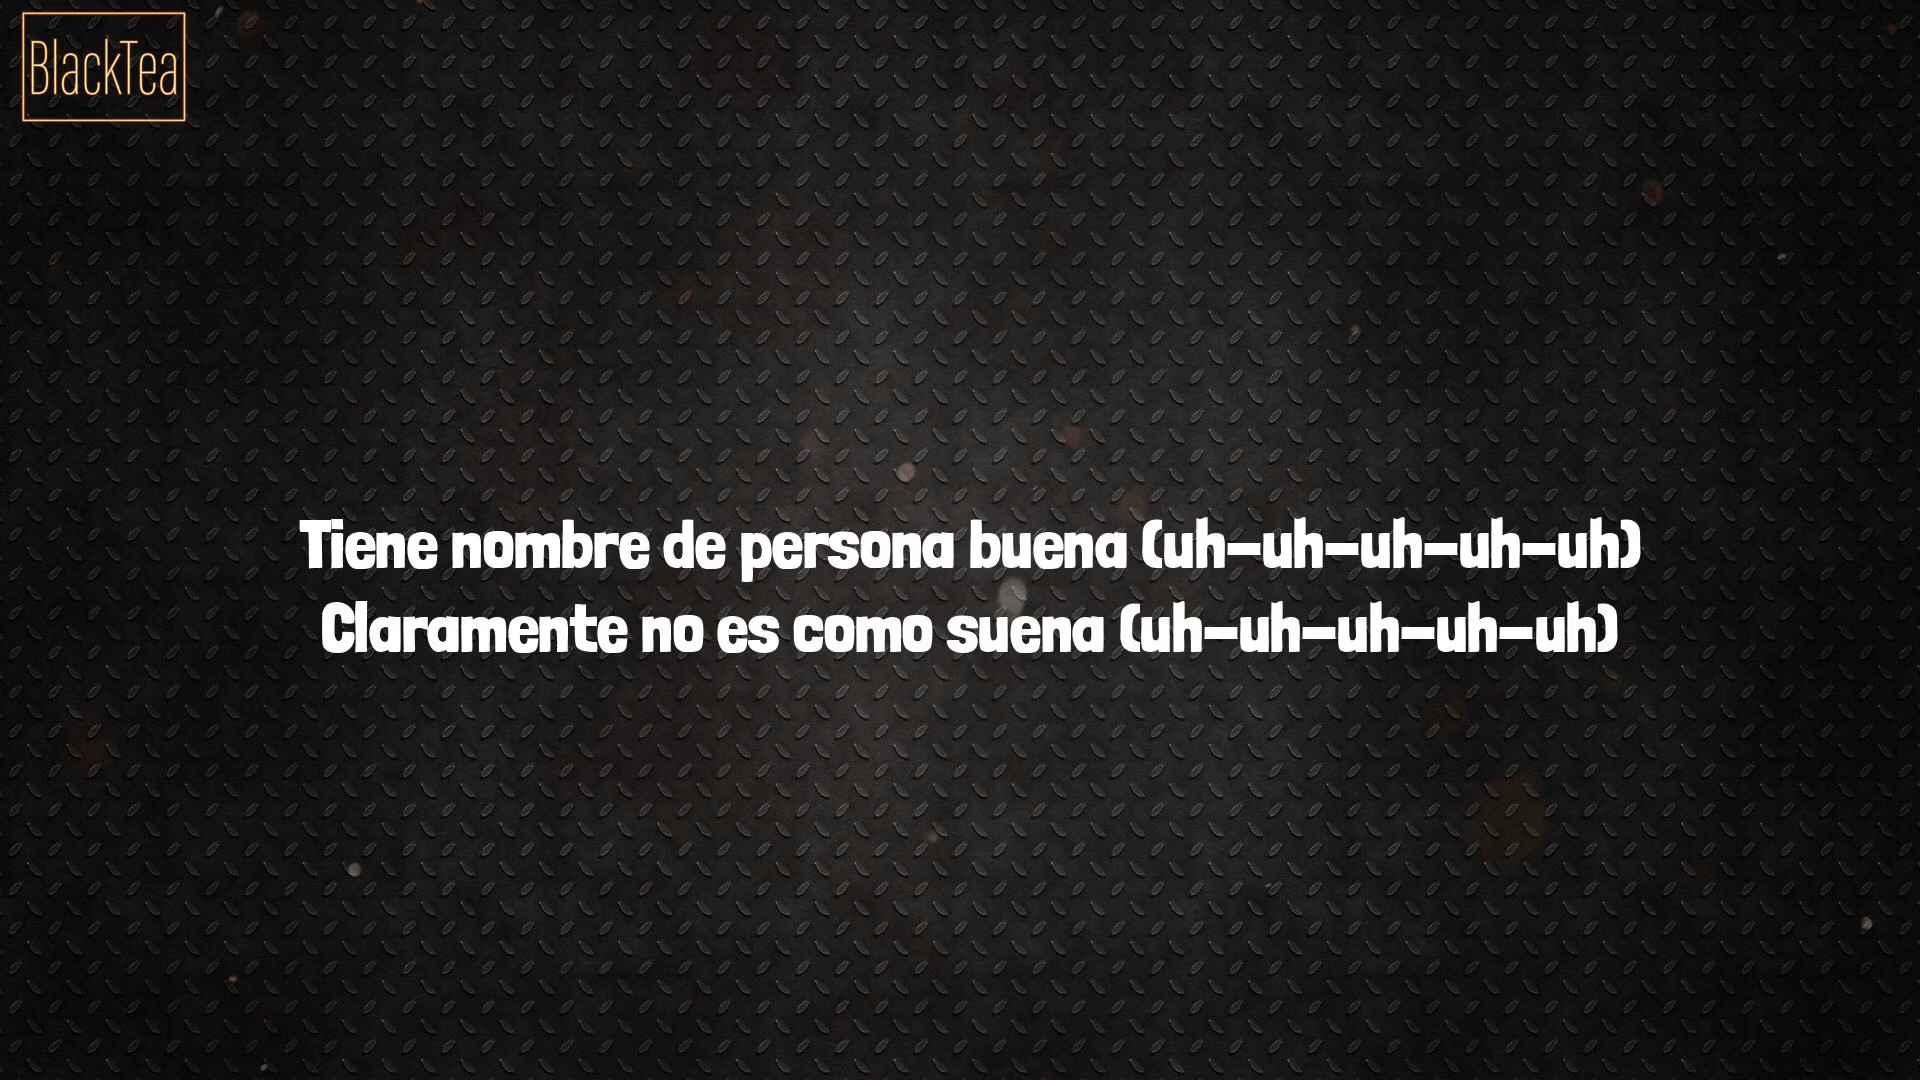 BlackTea
Tiene nombre de persona buena (uh-uh-uh-uh-uh)
Claramente no es como suena (uh-uh-uh-uh-uh)